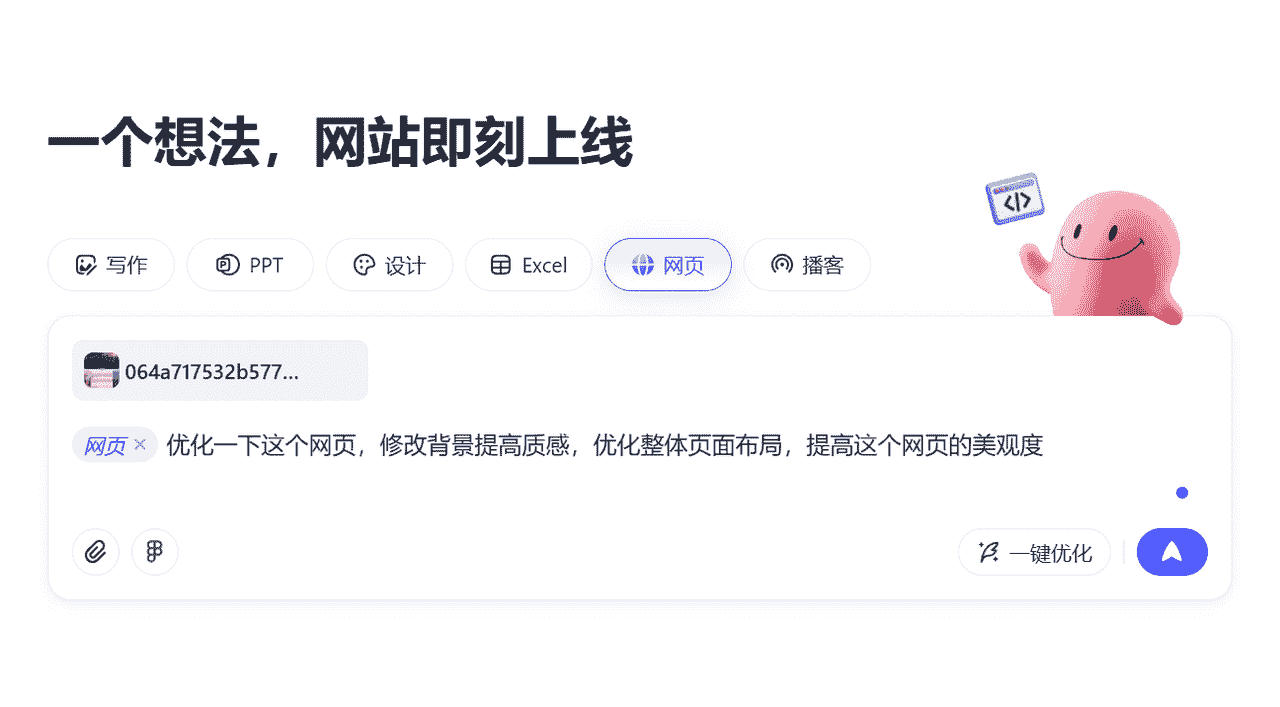 一个想法，网站即刻上线
写作 PPT 设计 Excel 网页 播客
064a717532b577...
网页 × 优化一下这个网页，修改背景提高质感，优化整体页面布局，提高这个网页的美观度
一键优化